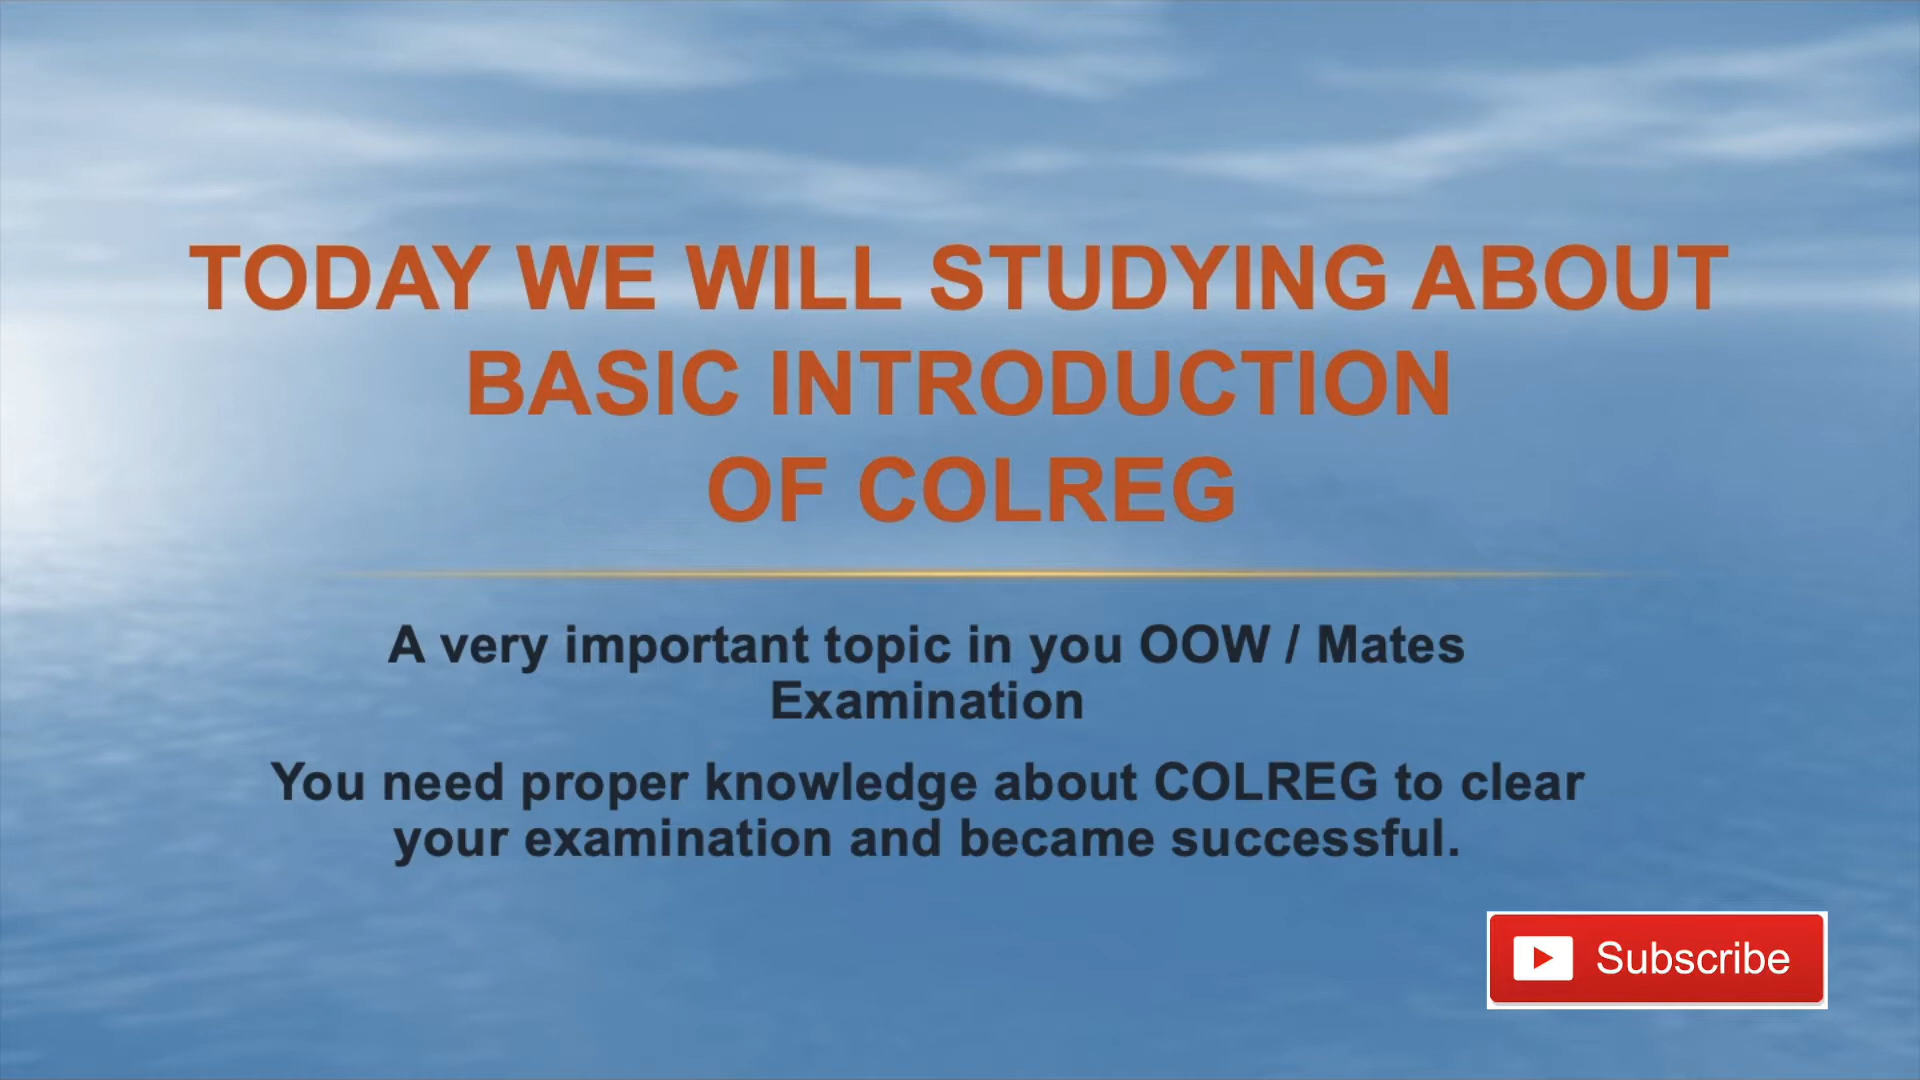 TODAY WE WILL STUDYING ABOUT
BASIC INTRODUCTION
OF COLREG
A very important topic in you OOW / Mates
Examination
You need proper knowledge about COLREG to clear
your examination and became successful.
Subscribe